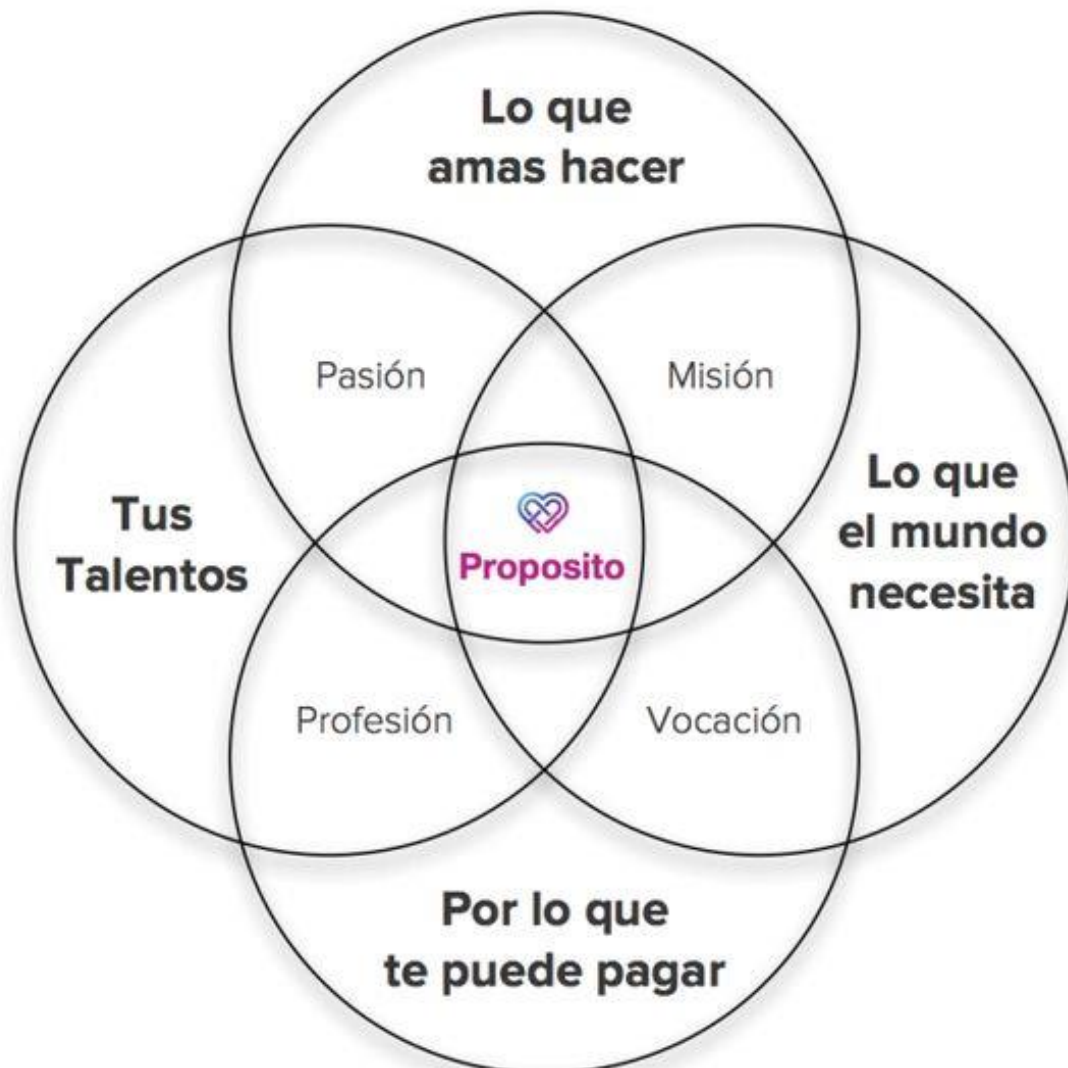 Lo que
amas hacer
Pasión
Misión
Tus
Talentos
Proposito
Lo que
el mundo
necesita
Profesión
Vocación
Por lo que
te puede pagar